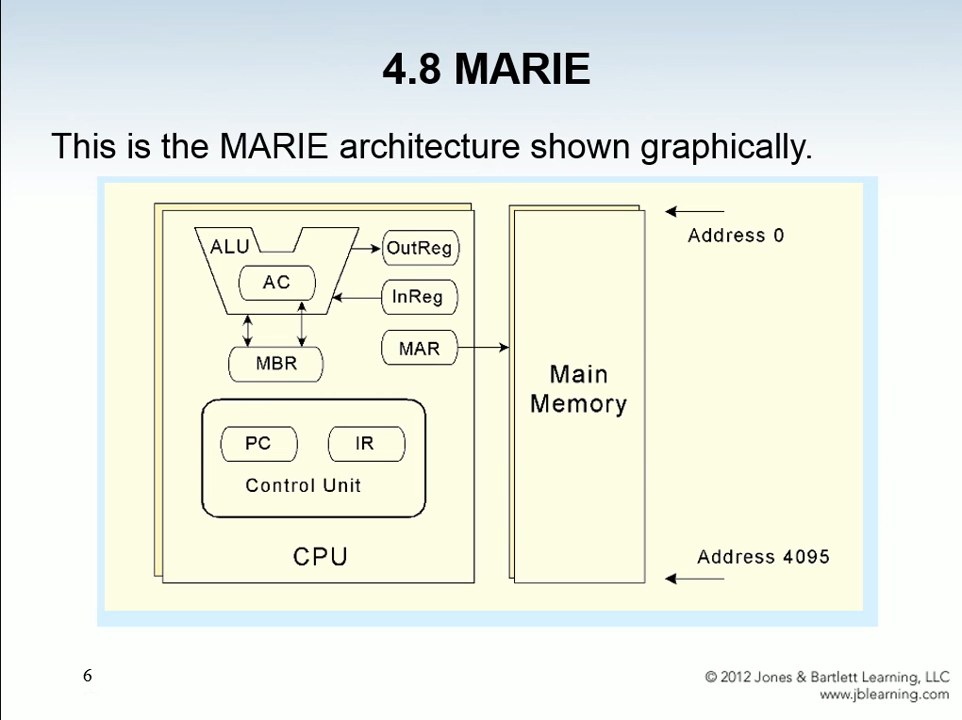 4.8 MARIE
This is the MARIE architecture shown graphically.
ALU
AC
OutReg
InReg
MAR
MBR
PC
IR
Control Unit
CPU
Main
Memory
Address 0
Address 4095
6
© 2012 Jones & Bartlett Learning, LLC
www.jblearning.com